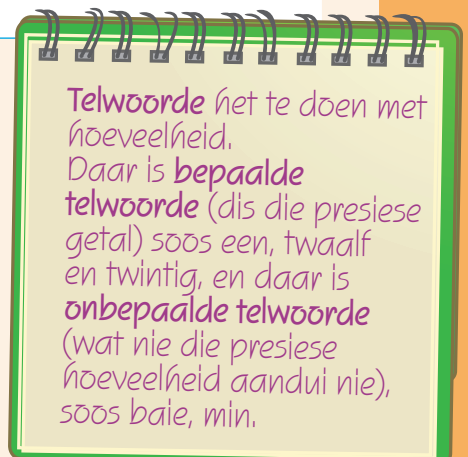 Telwoorde het te doen met
hoeveelheid.
Daar is bepaalde
telwoorde (dis die presiese
getal) soos een, twaalf
en twintig, en daar is
onbepaalde telwoorde
(wat nie die presiese
hoeveelheid aandui nie),
soos baie, min.